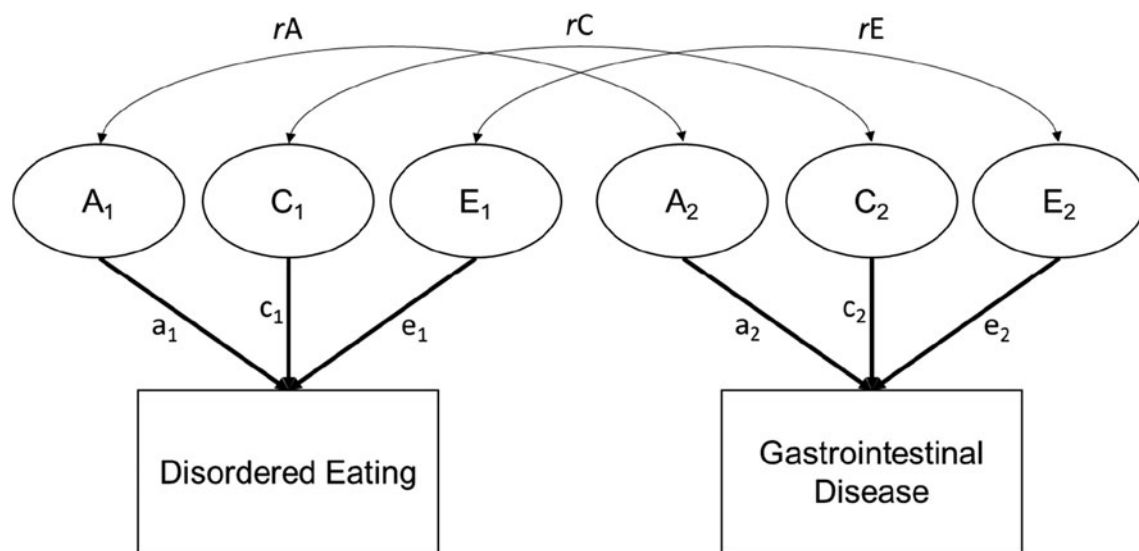 rA rC rE
A₁ C₁ E₁ A₂ C₂ E₂
a₁ c₁ e₁ a₂ c₂ e₂
Disordered Eating
Gastrointestinal
Disease